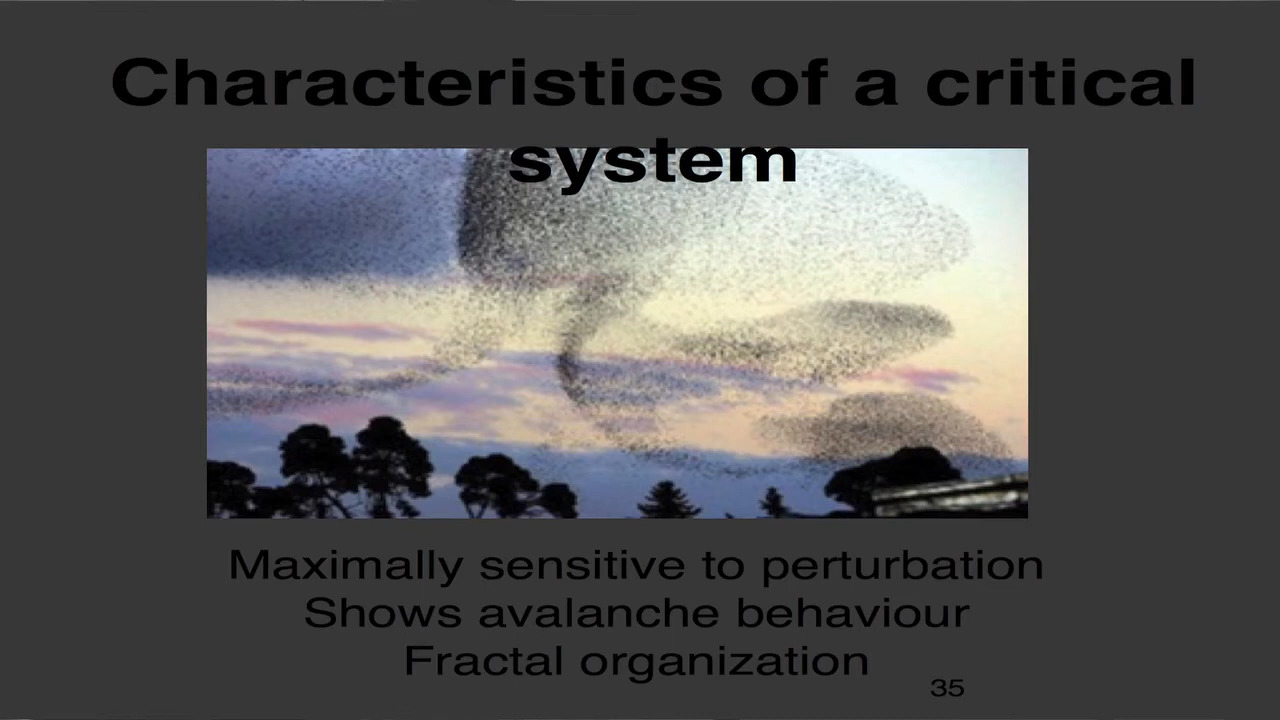 Characteristics of a critical
system
Maximally sensitive to perturbation
Shows avalanche behaviour
Fractal organization
35